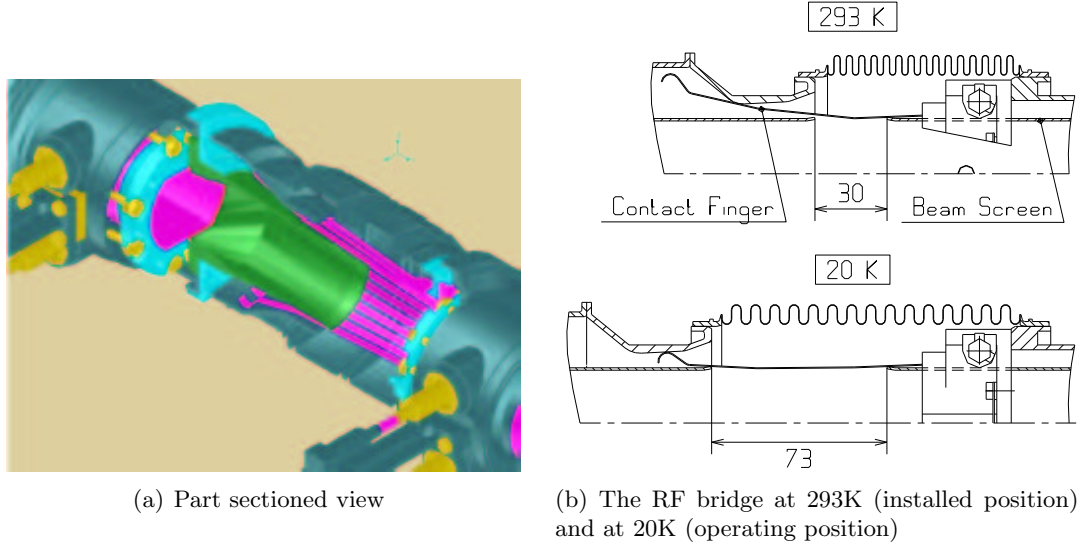 293 K
Contact Finger
30
Beam Screen
20 K
73
(a) Part sectioned view
(b) The RF bridge at 293K (installed position)
and at 20K (operating position)